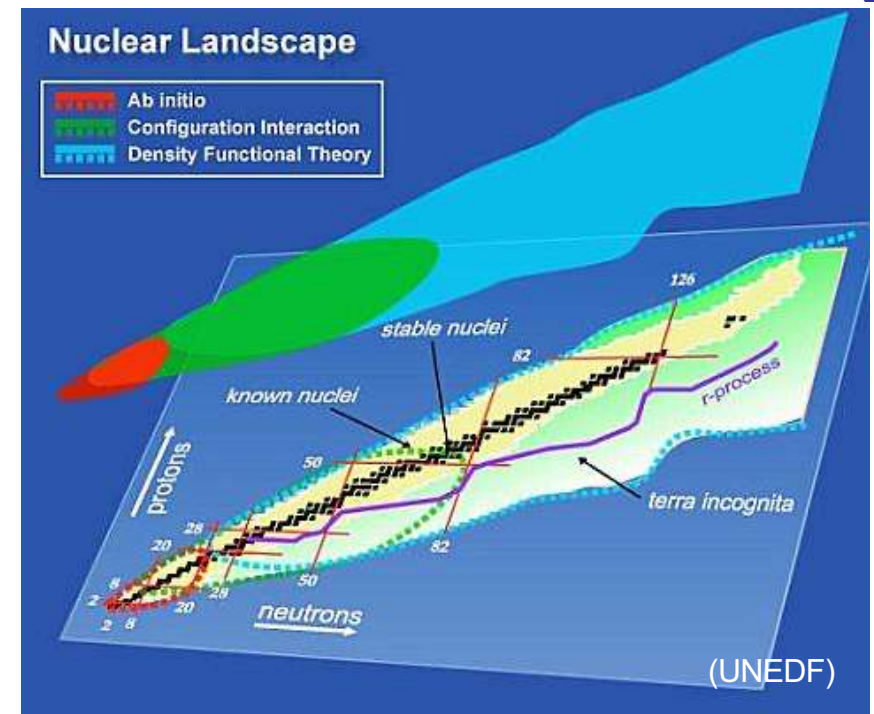 Nuclear Landscape
Ab initio
Configuration Interaction
Density Functional Theory
126
stable nuclei
82
known nuclei
r-process
50
protons
terra incognita
28
82
20
50
8
28
20
2
neutrons
2 8
(UNEDF)